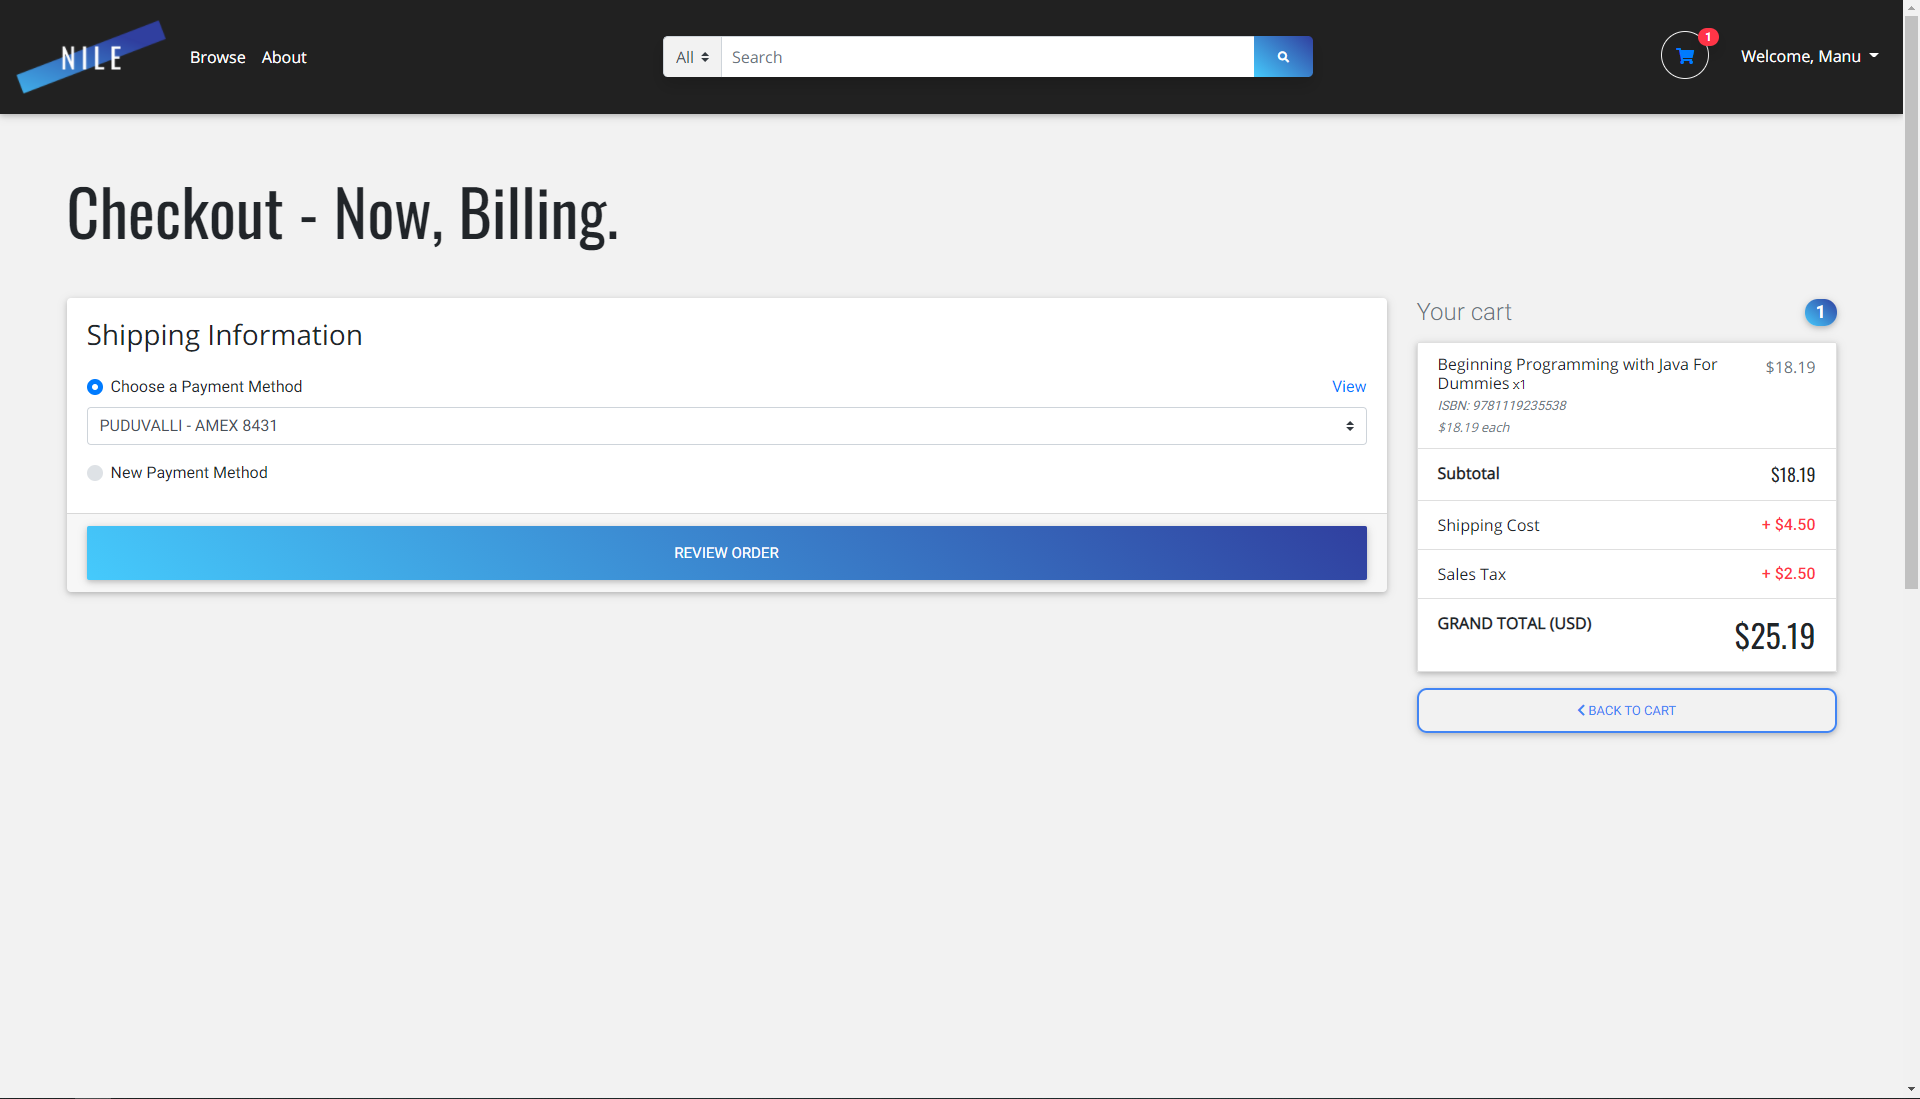 NILE
Browse
About
All
Search
1
Welcome, Manu
Checkout - Now, Billing.
Shipping Information
Choose a Payment Method
View
PUDUVALLI - AMEX 8431
New Payment Method
REVIEW ORDER
Your cart
1
Beginning Programming with Java For
Dummies x1
$18.19
ISBN: 9781119235538
$18.19 each
Subtotal
$18.19
Shipping Cost
+ $4.50
Sales Tax
+ $2.50
GRAND TOTAL (USD)
$25.19
BACK TO CART